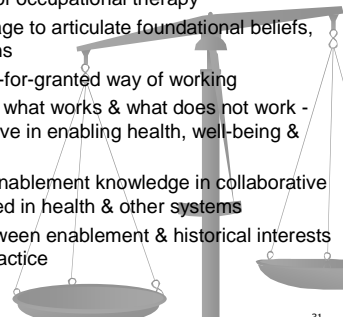 of occupational therapy
age to articulate foundational beliefs,
ns
-for-granted way of working
what works & what does not work -
ve in enabling health, well-being &
nablement knowledge in collaborative
ed in health & other systems
ween enablement & historical interests
actice